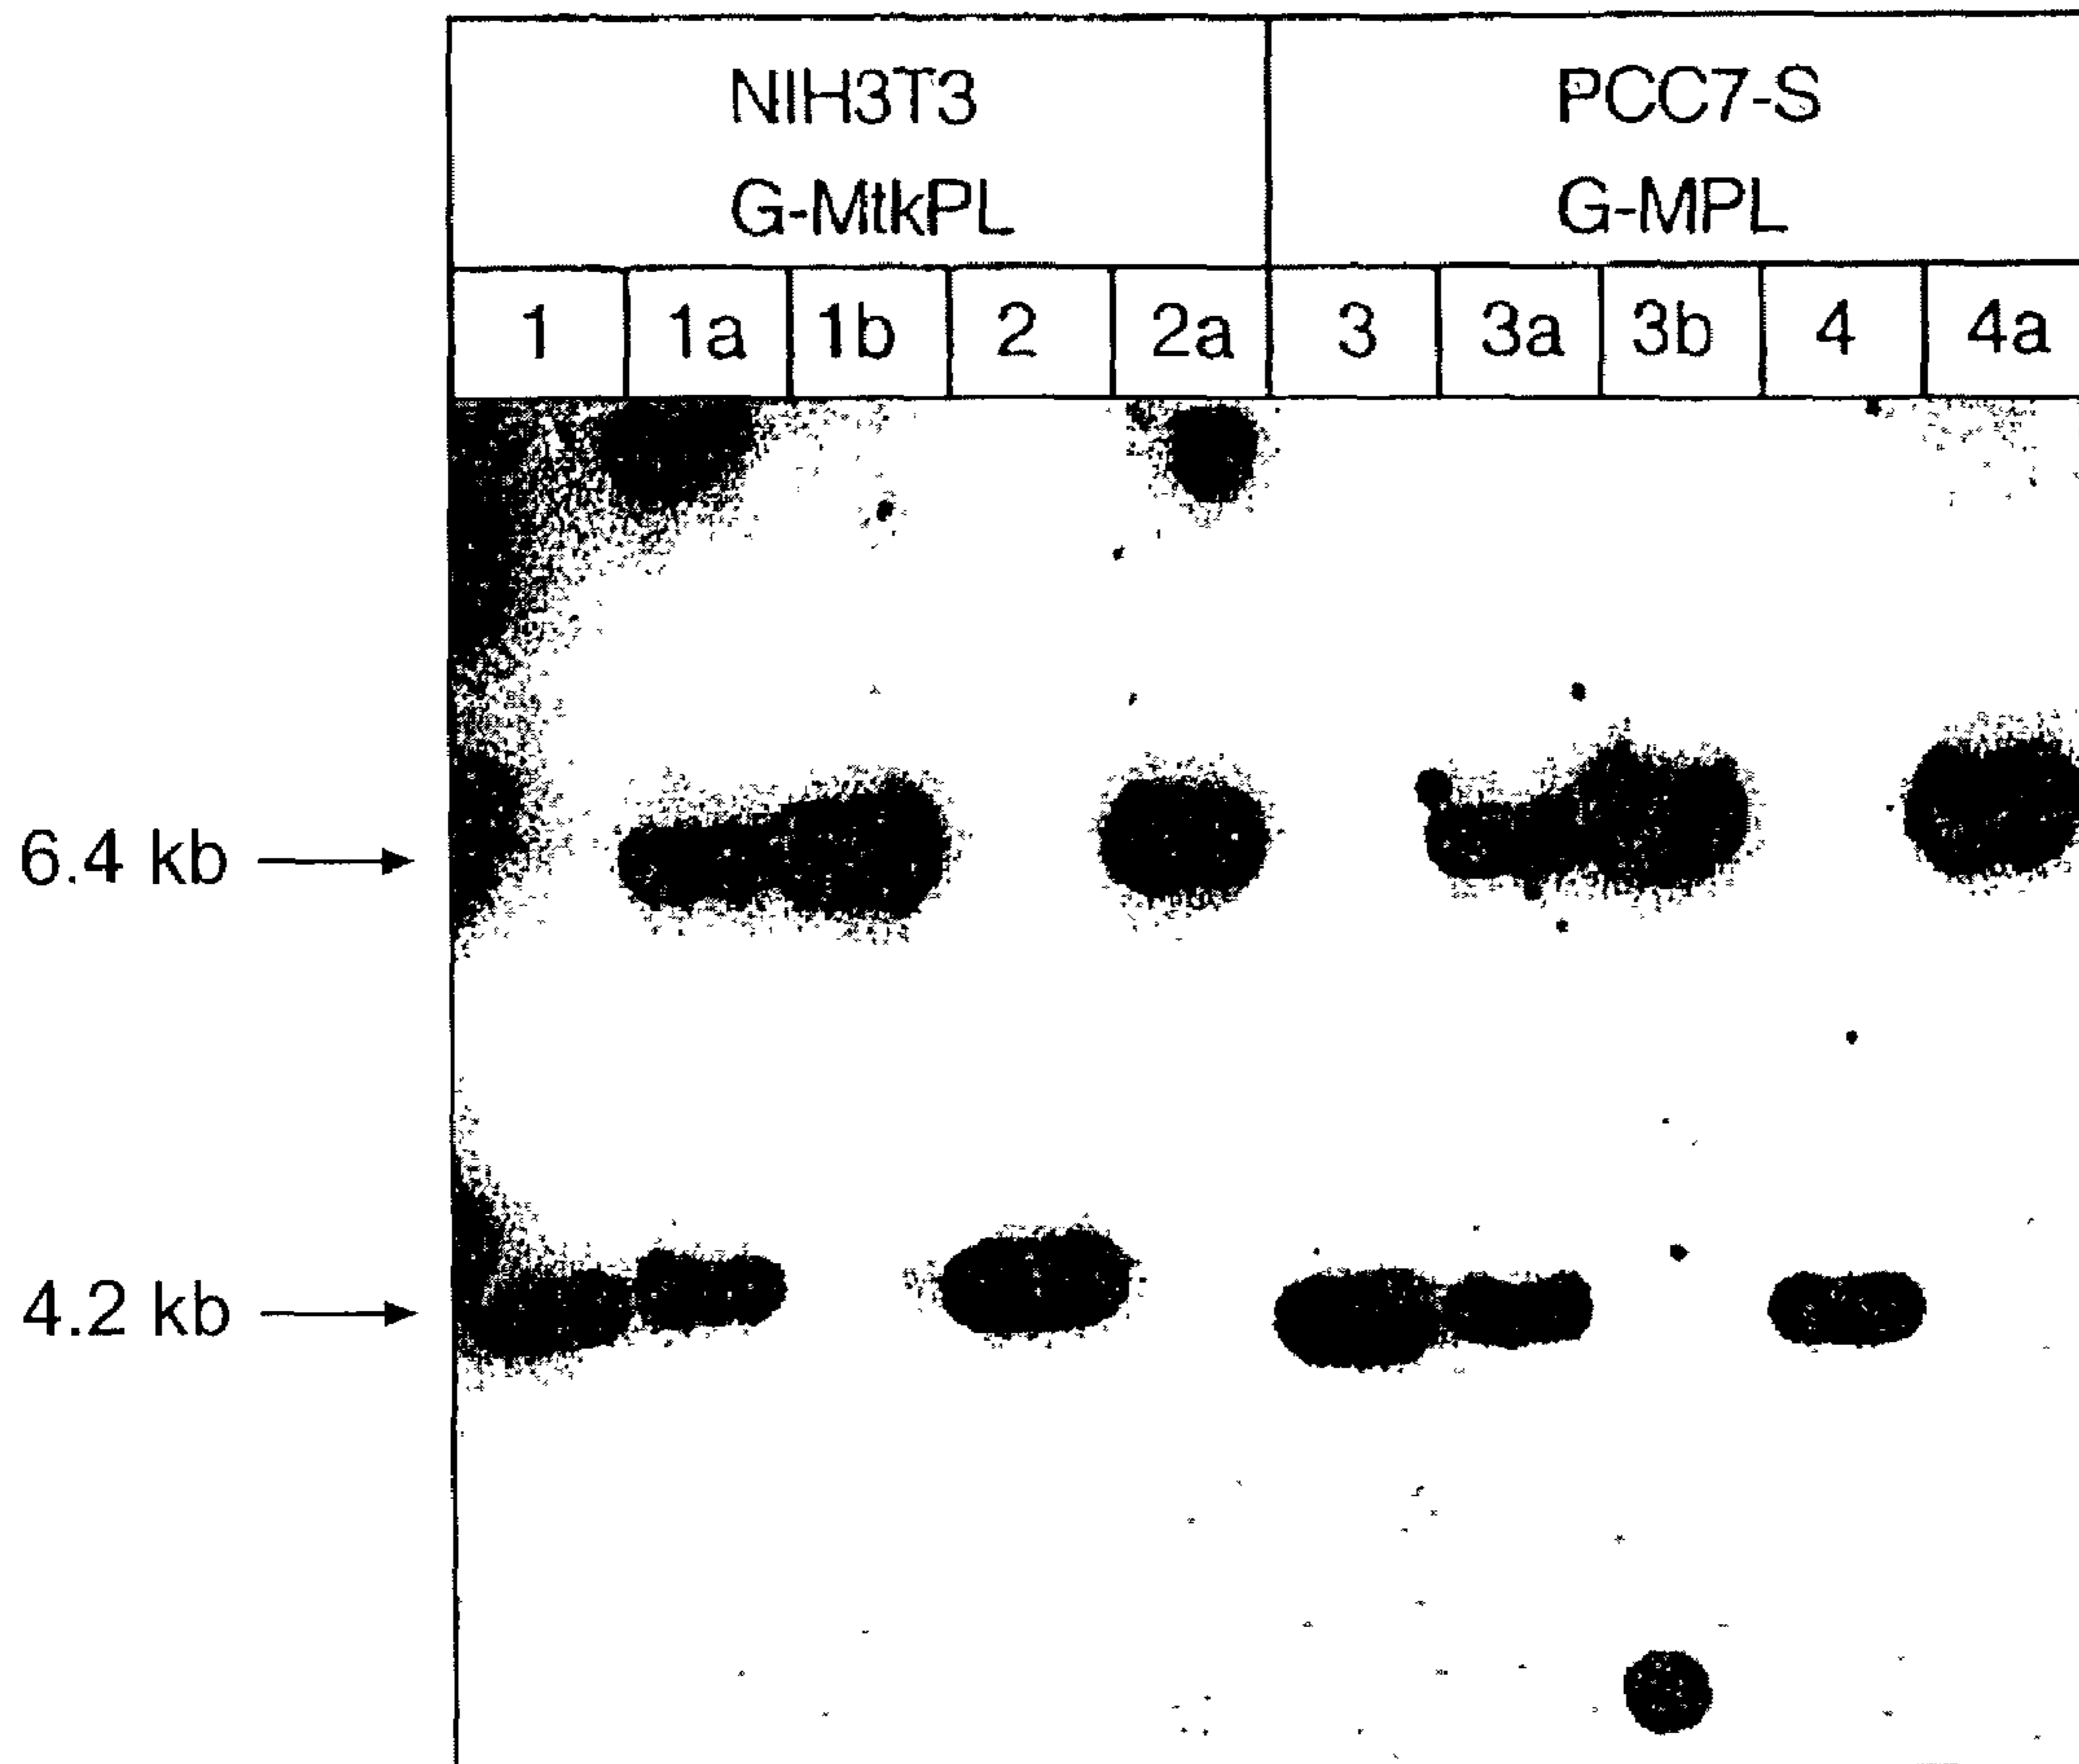 NIH3T3 PCC7-S
G-MtkPL G-MPL
1 1a 1b 2 2a 3 3a 3b 4 4a
6.4 kb
4.2 kb